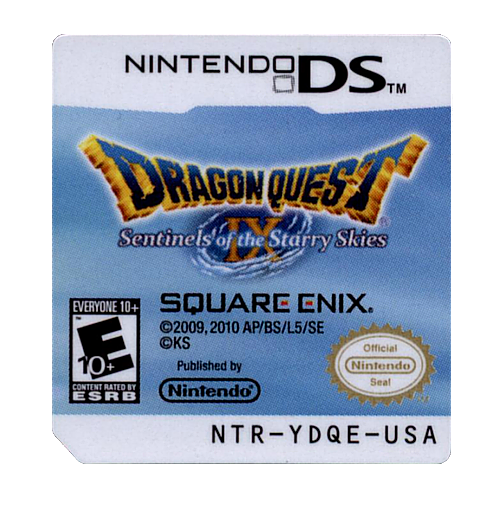 NINTENDO DS™
DRAGON QUEST
IX ®
Sentinels of the Starry Skies
SQUARE ENIX.
EVERYONE 10+
©2009, 2010 AP/BS/L5/SE
©KS
E
10+
Published by
Nintendo®
CONTENT RATED BY
ESRB
Official
Nintendo
Seal
NTR-YDQE-USA